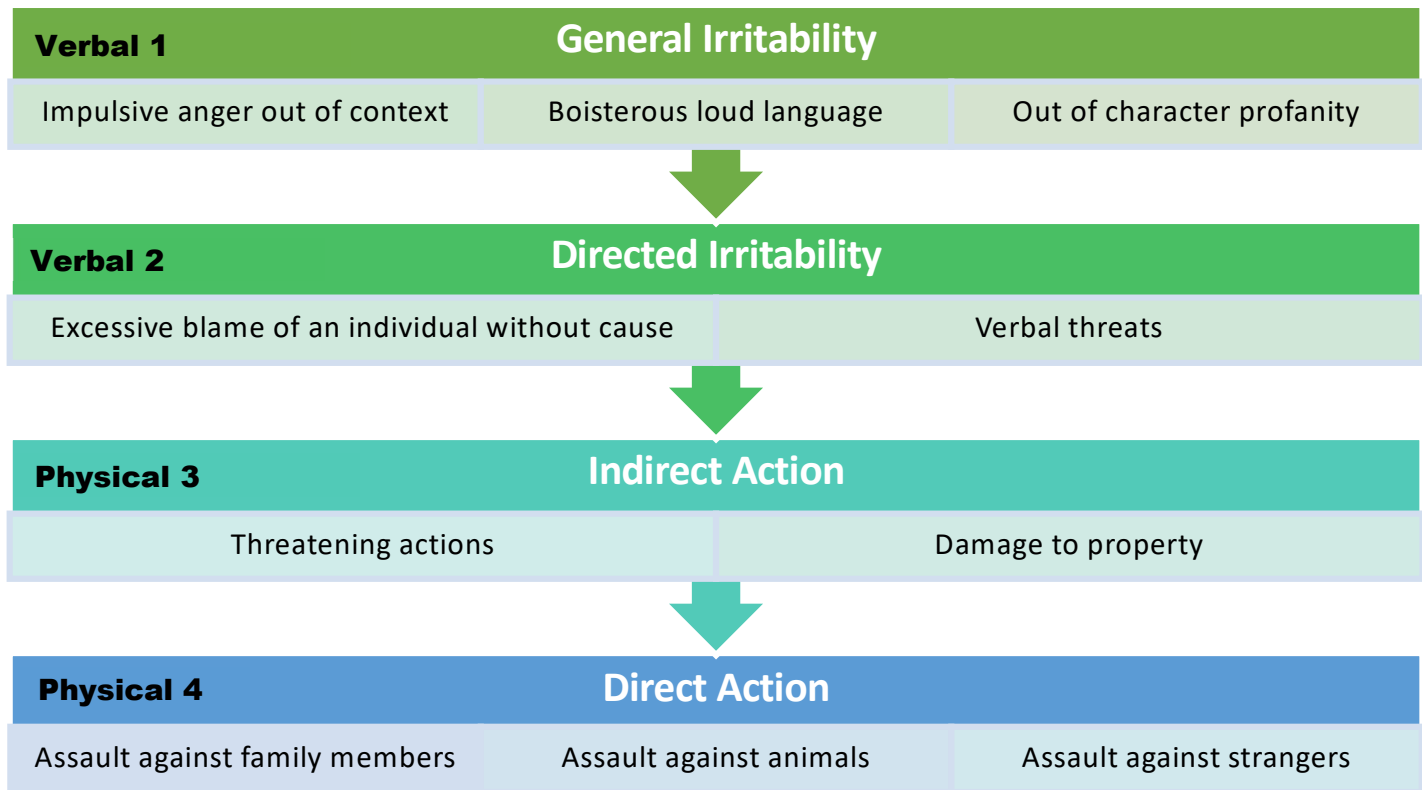 Verbal 1
General Irritability
Impulsive anger out of context
Boisterous loud language
Out of character profanity
Verbal 2
Directed Irritability
Excessive blame of an individual without cause
Verbal threats
Physical 3
Indirect Action
Threatening actions
Damage to property
Physical 4
Direct Action
Assault against family members
Assault against animals
Assault against strangers